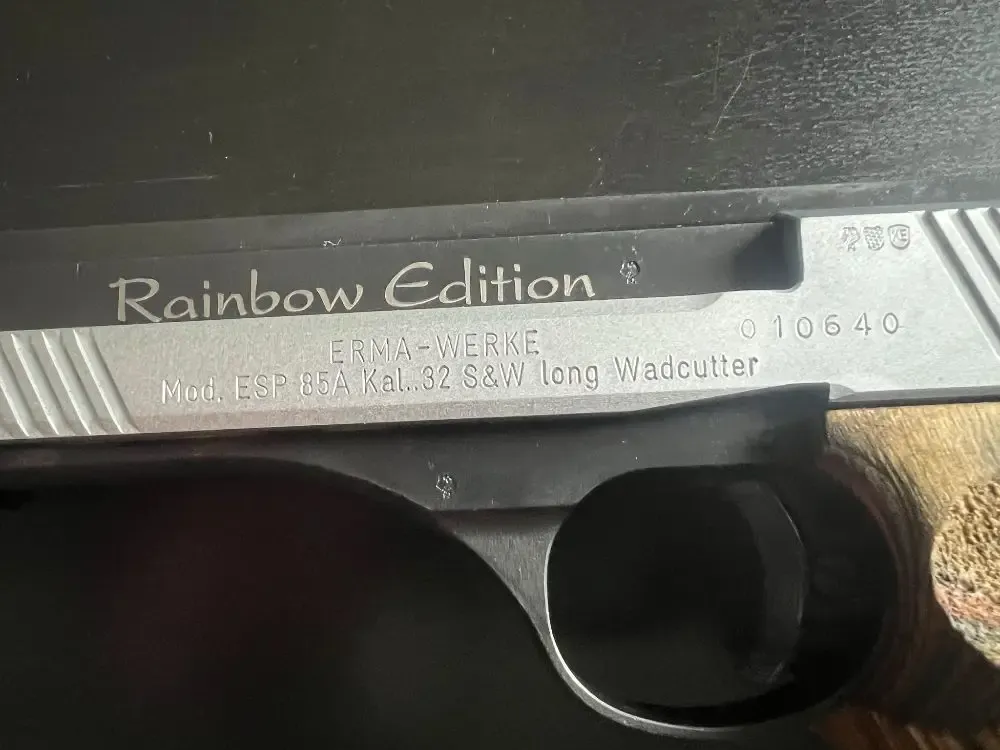 Rainbow Edition
ERMA-WERKE
010640
Mod. ESP 85A Kal..32 S&W long Wadcutter